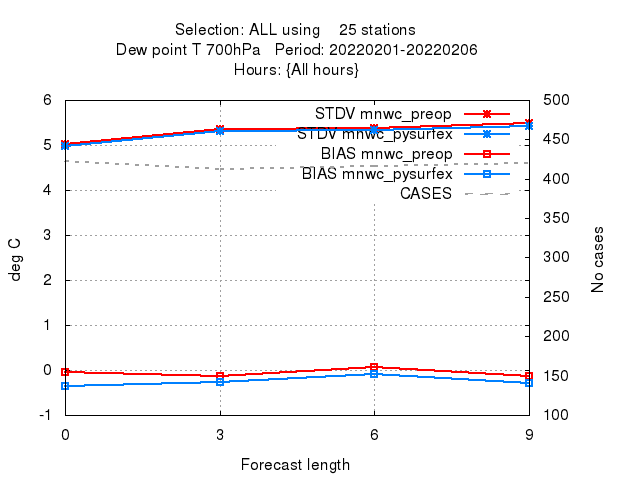 Selection: ALL using    25 stations
Dew point T 700hPa   Period: 20220201-20220206
Hours: {All hours}
6 500
STDV mnwc_preop
STDV mnwc_pysurfex
BIAS mnwc_preop
BIAS mnwc_pysurfex
CASES
5 450
4 400
3 350
2 300
1 250
0 200
-1 150
100
deg C
No cases
0 3 6 9
Forecast length